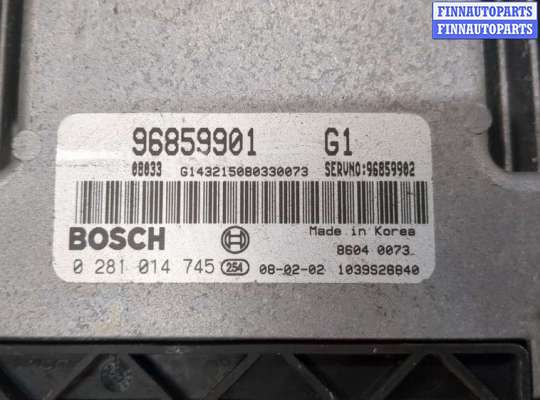 FINNAUTOPARTS
FINNAUTOPARTS
FINNAUTOPARTS
96859901 G1
08033 G143215080330073 SERVNO:96859902
Made in Korea
BOSCH
8604 0073
0 281 014 745 254 08-02-02 1039S28840